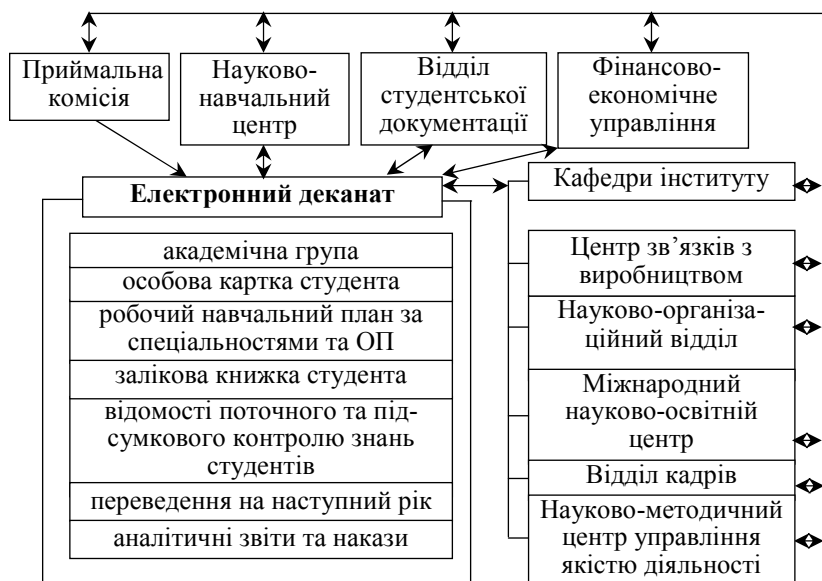 Приймальна
комісія
Науково-
навчальний
центр
Відділ
студентської
документації
Фінансово-
економічне
управління
Електронний деканат
академічна група
особова картка студента
робочий навчальний план за
спеціальностями та ОП
залікова книжка студента
відомості поточного та під-
сумкового контролю знань
студентів
переведення на наступний рік
аналітичні звіти та накази
Кафедри інституту
Центр зв’язків з
виробництвом
Науково-організа-
ційний відділ
Міжнародний
науково-освітній
центр
Відділ кадрів
Науково-методичний
центр управління
якістю діяльності